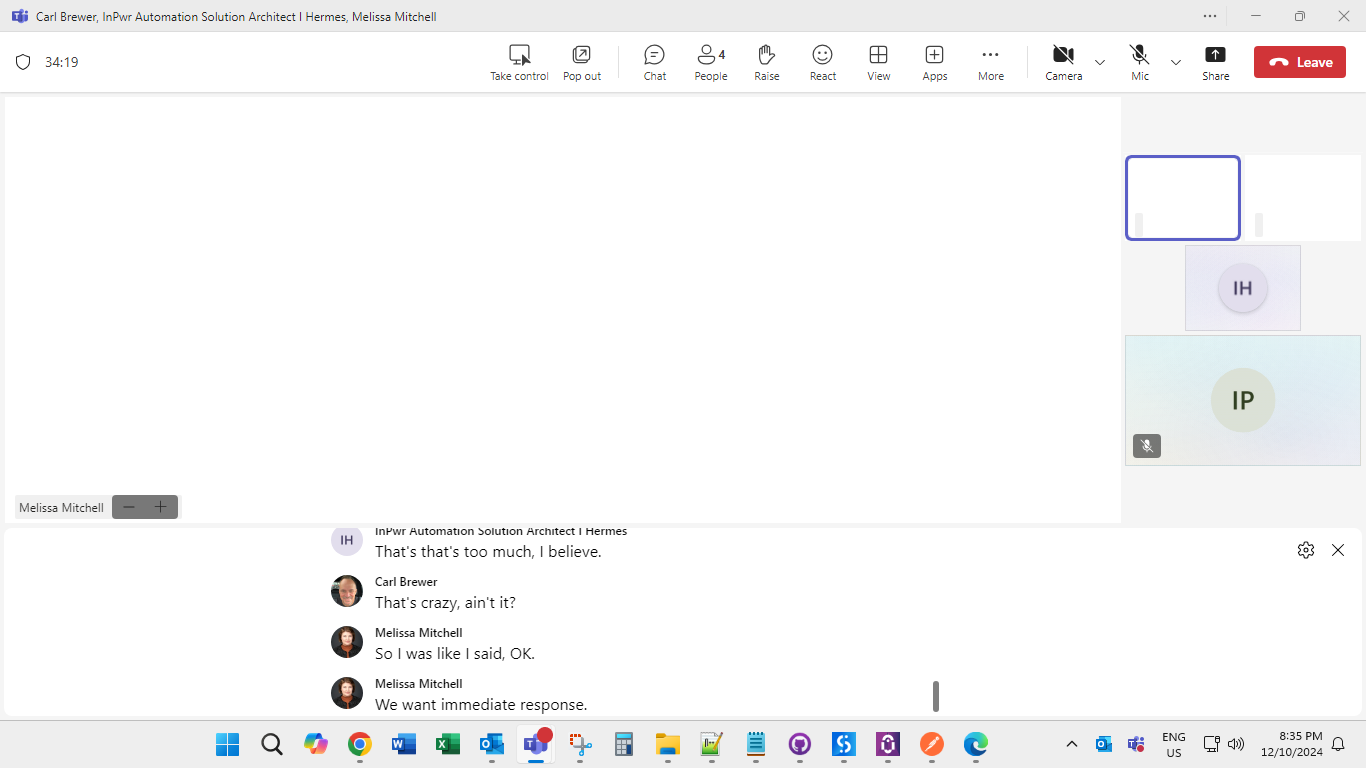 Carl Brewer, InPwr Automation Solution Architect I Hermes, Melissa Mitchell
34:19
Take control
Pop out
Chat
People
4
Raise
React
View
Apps
More
Camera
Mic
Share
Leave
IH
IP
Melissa Mitchell
InPwr Automation Solution Architect I Hermes
IH
That's that's too much, I believe.
Carl Brewer
That's crazy, ain't it?
Melissa Mitchell
So I was like I said, OK.
Melissa Mitchell
We want immediate response.
ENG
US
8:35 PM
12/10/2024